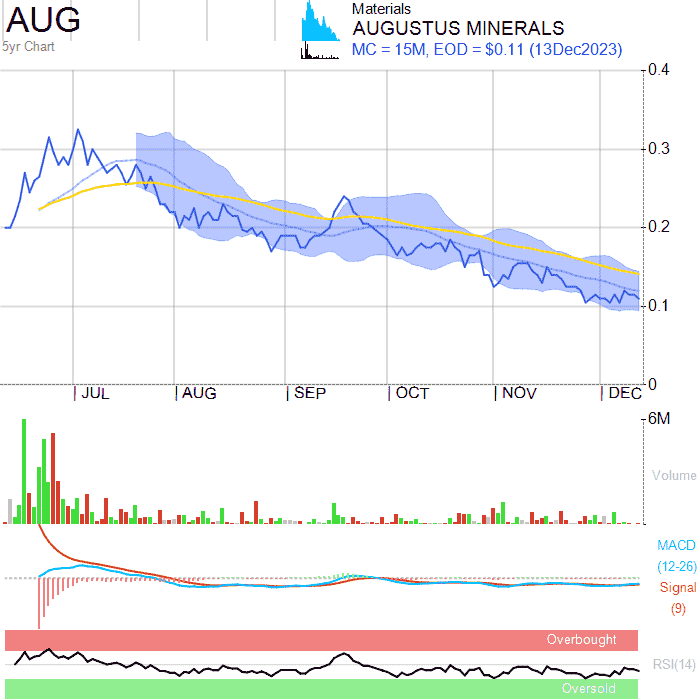 AUG
Materials
AUGUSTUS MINERALS
5yr Chart
MC = 15M, EOD = $0.11 (13Dec2023)
0.4
0.3
0.2
0.1
0
JUL AUG SEP OCT NOV DEC
6M
Volume
MACD
(12-26)
Signal
(9)
Overbought
RSI(14)
Oversold